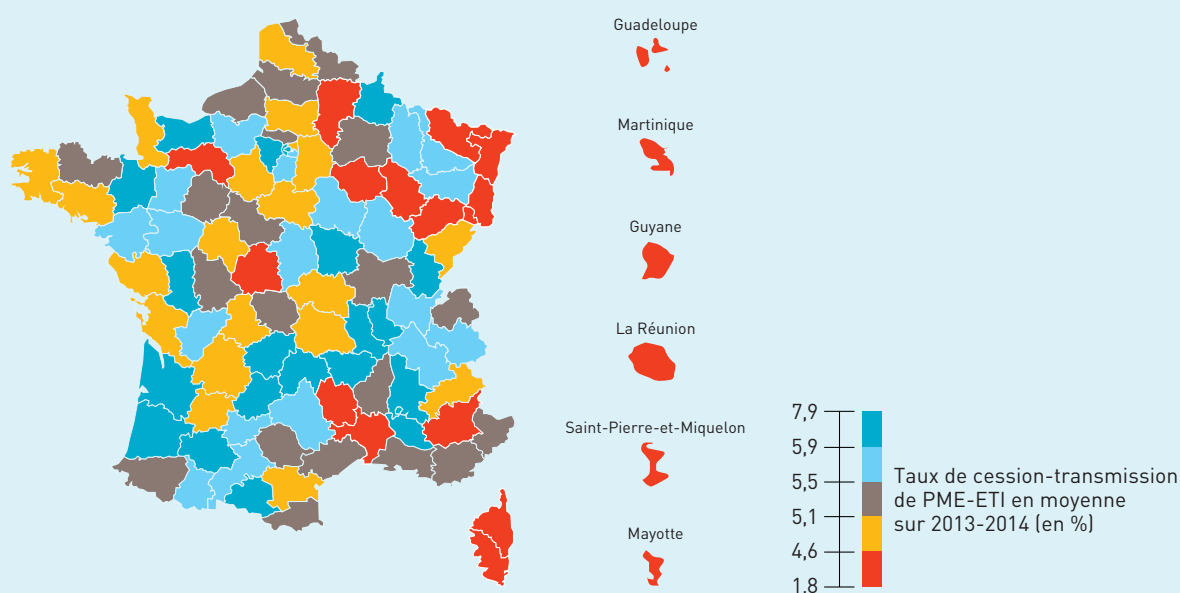 Guadeloupe
Martinique
Guyane
La Réunion
Saint-Pierre-et-Miquelon
Mayotte
7,9
5,9
5,5
5,1
4,6
1.8
Taux de cession-transmission
de PME-ETI en moyenne
sur 2013-2014 (en %)